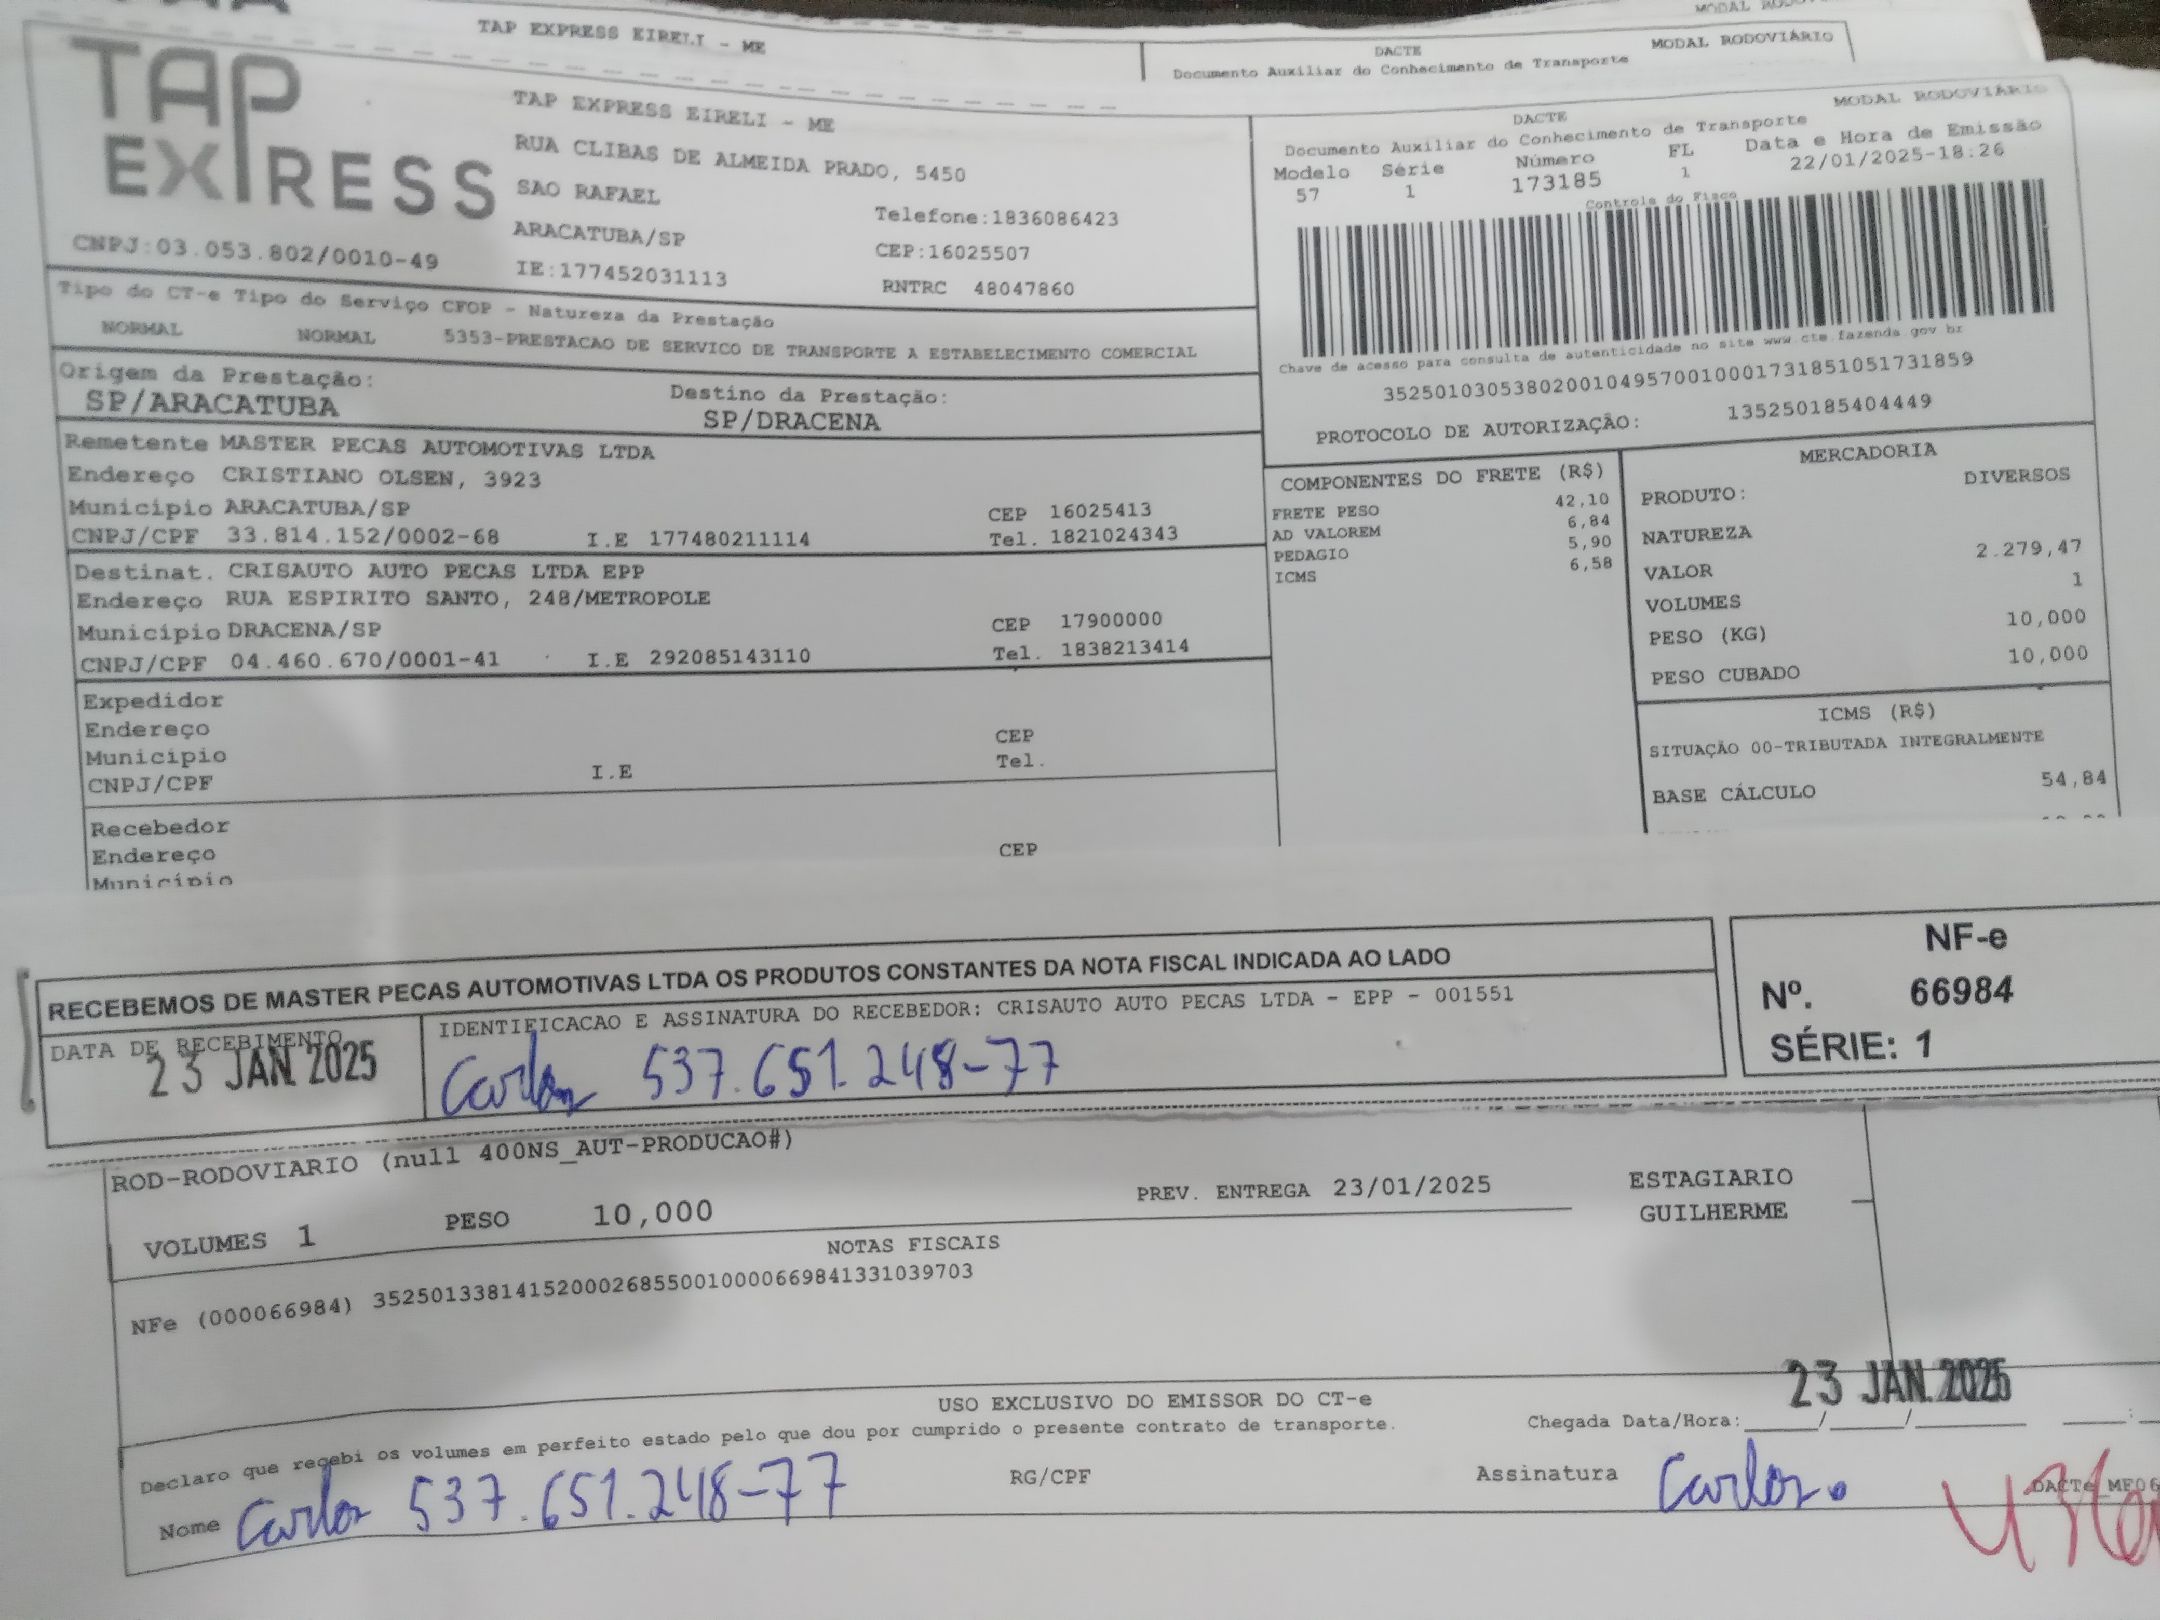 TAP EXPRESS EIRELI - ME
DACTE
MODAL RODOVIÁRIO
Documento Auxiliar do Conhecimento de Transporte
TAP
EXPRESS
CNPJ:03.053.802/0010-49
TAP EXPRESS EIRELI - ME
RUA CLIBAS DE ALMEIDA PRADO, 5450
SAO RAFAEL
ARACATUBA/SP
IE:177452031113
Telefone:1836086423
CEP:16025507
RNTRC 48047860
DACTE
MODAL RODOVIÁRIO
Documento Auxiliar do Conhecimento de Transporte
Modelo Série Número FL Data e Hora de Emissão
57 1 173185 1 22/01/2025-18:26
Controle do Fisco
Chave de acesso para consulta de autenticidade no site www.cte.fazenda.gov.br
35250103053802001049570010001731851051731859
PROTOCOLO DE AUTORIZAÇÃO: 135250185404449
Tipo do CT-e Tipo do Serviço CFOP - Natureza da Prestação
NORMAL NORMAL 5353-PRESTACAO DE SERVICO DE TRANSPORTE A ESTABELECIMENTO COMERCIAL
Origem da Prestação: Destino da Prestação:
SP/ARACATUBA SP/DRACENA
Remetente MASTER PECAS AUTOMOTIVAS LTDA
Endereço CRISTIANO OLSEN, 3923
Município ARACATUBA/SP CEP 16025413
CNPJ/CPF 33.814.152/0002-68 I.E 177480211114 Tel. 1821024343
Destinat. CRISAUTO AUTO PECAS LTDA EPP
Endereço RUA ESPIRITO SANTO, 248/METROPOLE
Município DRACENA/SP CEP 17900000
CNPJ/CPF 04.460.670/0001-41 I.E 292085143110 Tel. 1838213414
Expedidor
Endereço
Município CEP
CNPJ/CPF I.E Tel.
Recebedor
Endereço CEP
Município
COMPONENTES DO FRETE (R$)
FRETE PESO 42,10
AD VALOREM 6,84
PEDAGIO 5,90
ICMS 6,58
MERCADORIA
PRODUTO: DIVERSOS
NATUREZA
VALOR 2.279,47
VOLUMES 1
PESO (KG) 10,000
PESO CUBADO 10,000
ICMS (R$)
SITUAÇÃO 00-TRIBUTADA INTEGRALMENTE
BASE CÁLCULO 54,84
RECEBEMOS DE MASTER PECAS AUTOMOTIVAS LTDA OS PRODUTOS CONSTANTES DA NOTA FISCAL INDICADA AO LADO
DATA DE RECEBIMENTO
23 JAN. 2025
IDENTIFICACAO E ASSINATURA DO RECEBEDOR: CRISAUTO AUTO PECAS LTDA - EPP - 001551
Carlos 537.651.248-77
NF-e
Nº. 66984
SÉRIE: 1
ROD-RODOVIARIO (null 400NS_AUT-PRODUCAO#)
VOLUMES 1 PESO 10,000 PREV. ENTREGA 23/01/2025
ESTAGIARIO
GUILHERME
NOTAS FISCAIS
NFe (000066984) 35250133814152000268550010000669841331039703
USO EXCLUSIVO DO EMISSOR DO CT-e
Declaro que recebi os volumes em perfeito estado pelo que dou por cumprido o presente contrato de transporte.
Chegada Data/Hora:____/____/____ ____:
23 JAN. 2025
Nome Carlos 537.651.248-77 RG/CPF Assinatura Carlos.
DACTe_MF06